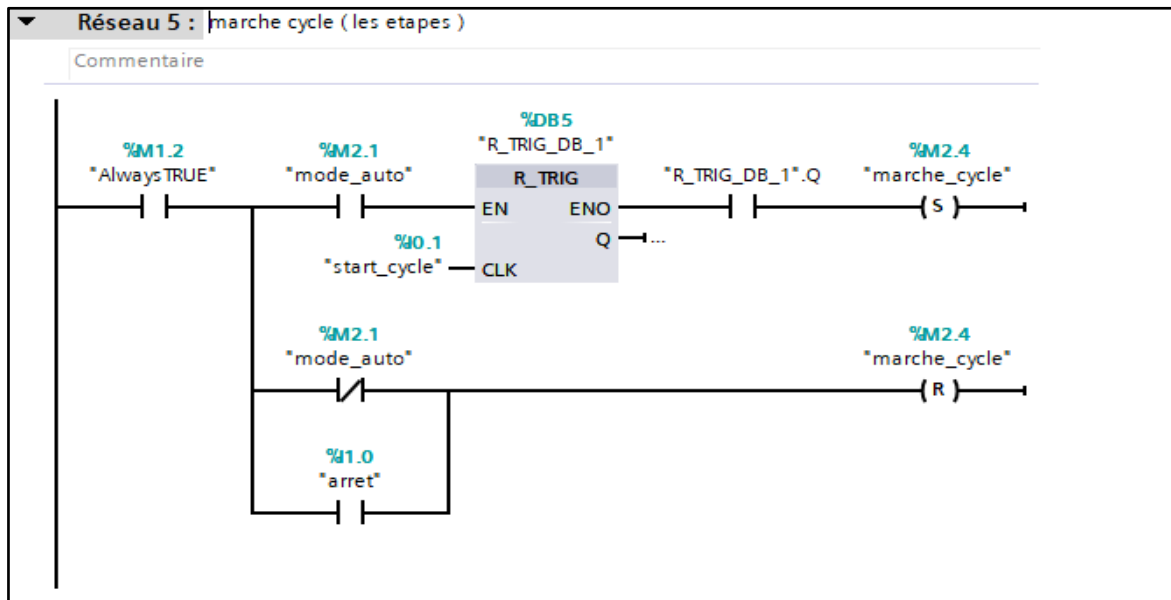 Réseau 5 : marche cycle ( les etapes )
Commentaire
%DB5
"R_TRIG_DB_1"
%M1.2
"AlwaysTRUE"
%M2.1
"mode_auto"
R_TRIG
"R_TRIG_DB_1".Q
%M2.4
"marche_cycle"
S
EN ENO
Q ...
%I0.1
"start_cycle"
CLK
%M2.1
"mode_auto"
%M2.4
"marche_cycle"
R
%I1.0
"arret"